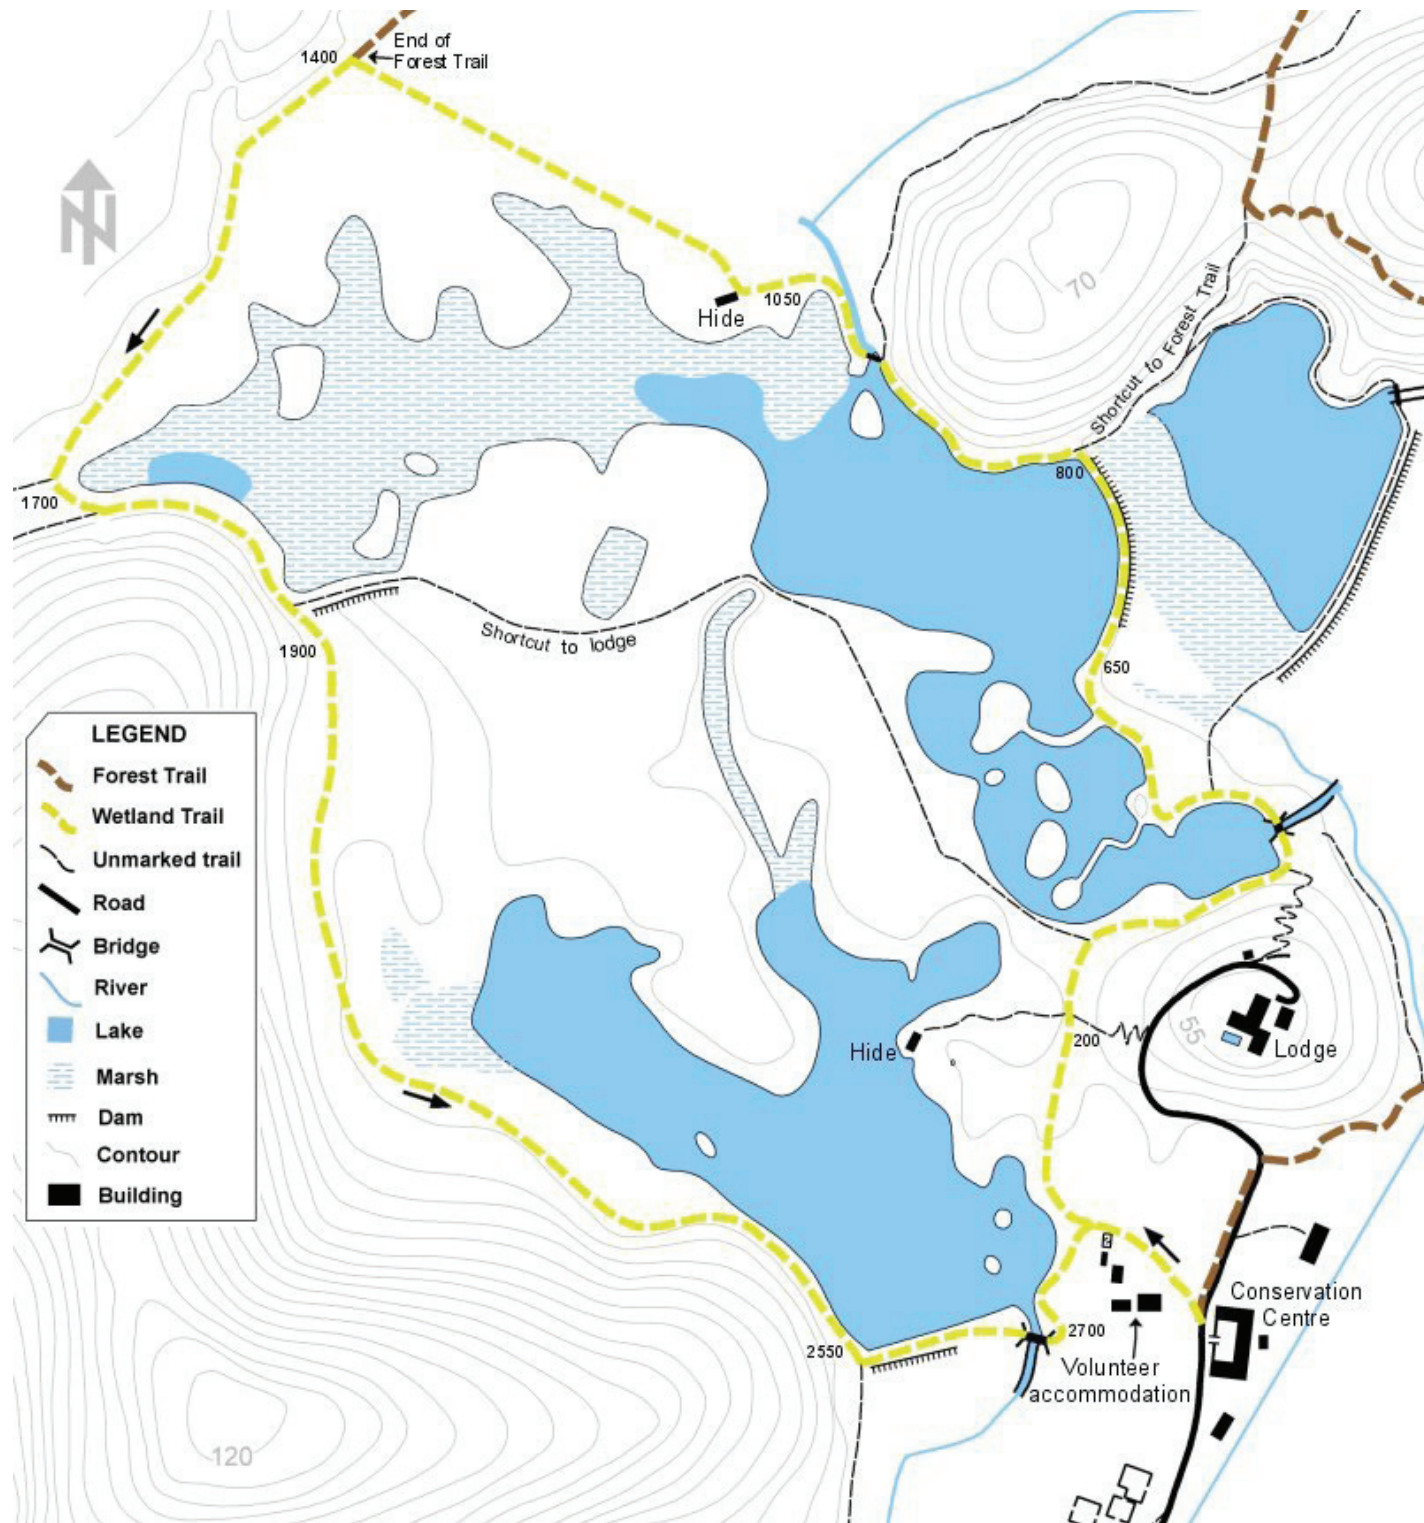 End of
Forest Trail
1400
N
Hide
1050
70
Shortcut to Forest Trail
800
1700
Shortcut to lodge
1900
650
LEGEND
Forest Trail
Wetland Trail
Unmarked trail
Road
Bridge
River
Lake
Marsh
Dam
Contour
Building
Hide
200
55
Lodge
Conservation
Centre
2700
2550
Volunteer
accommodation
120